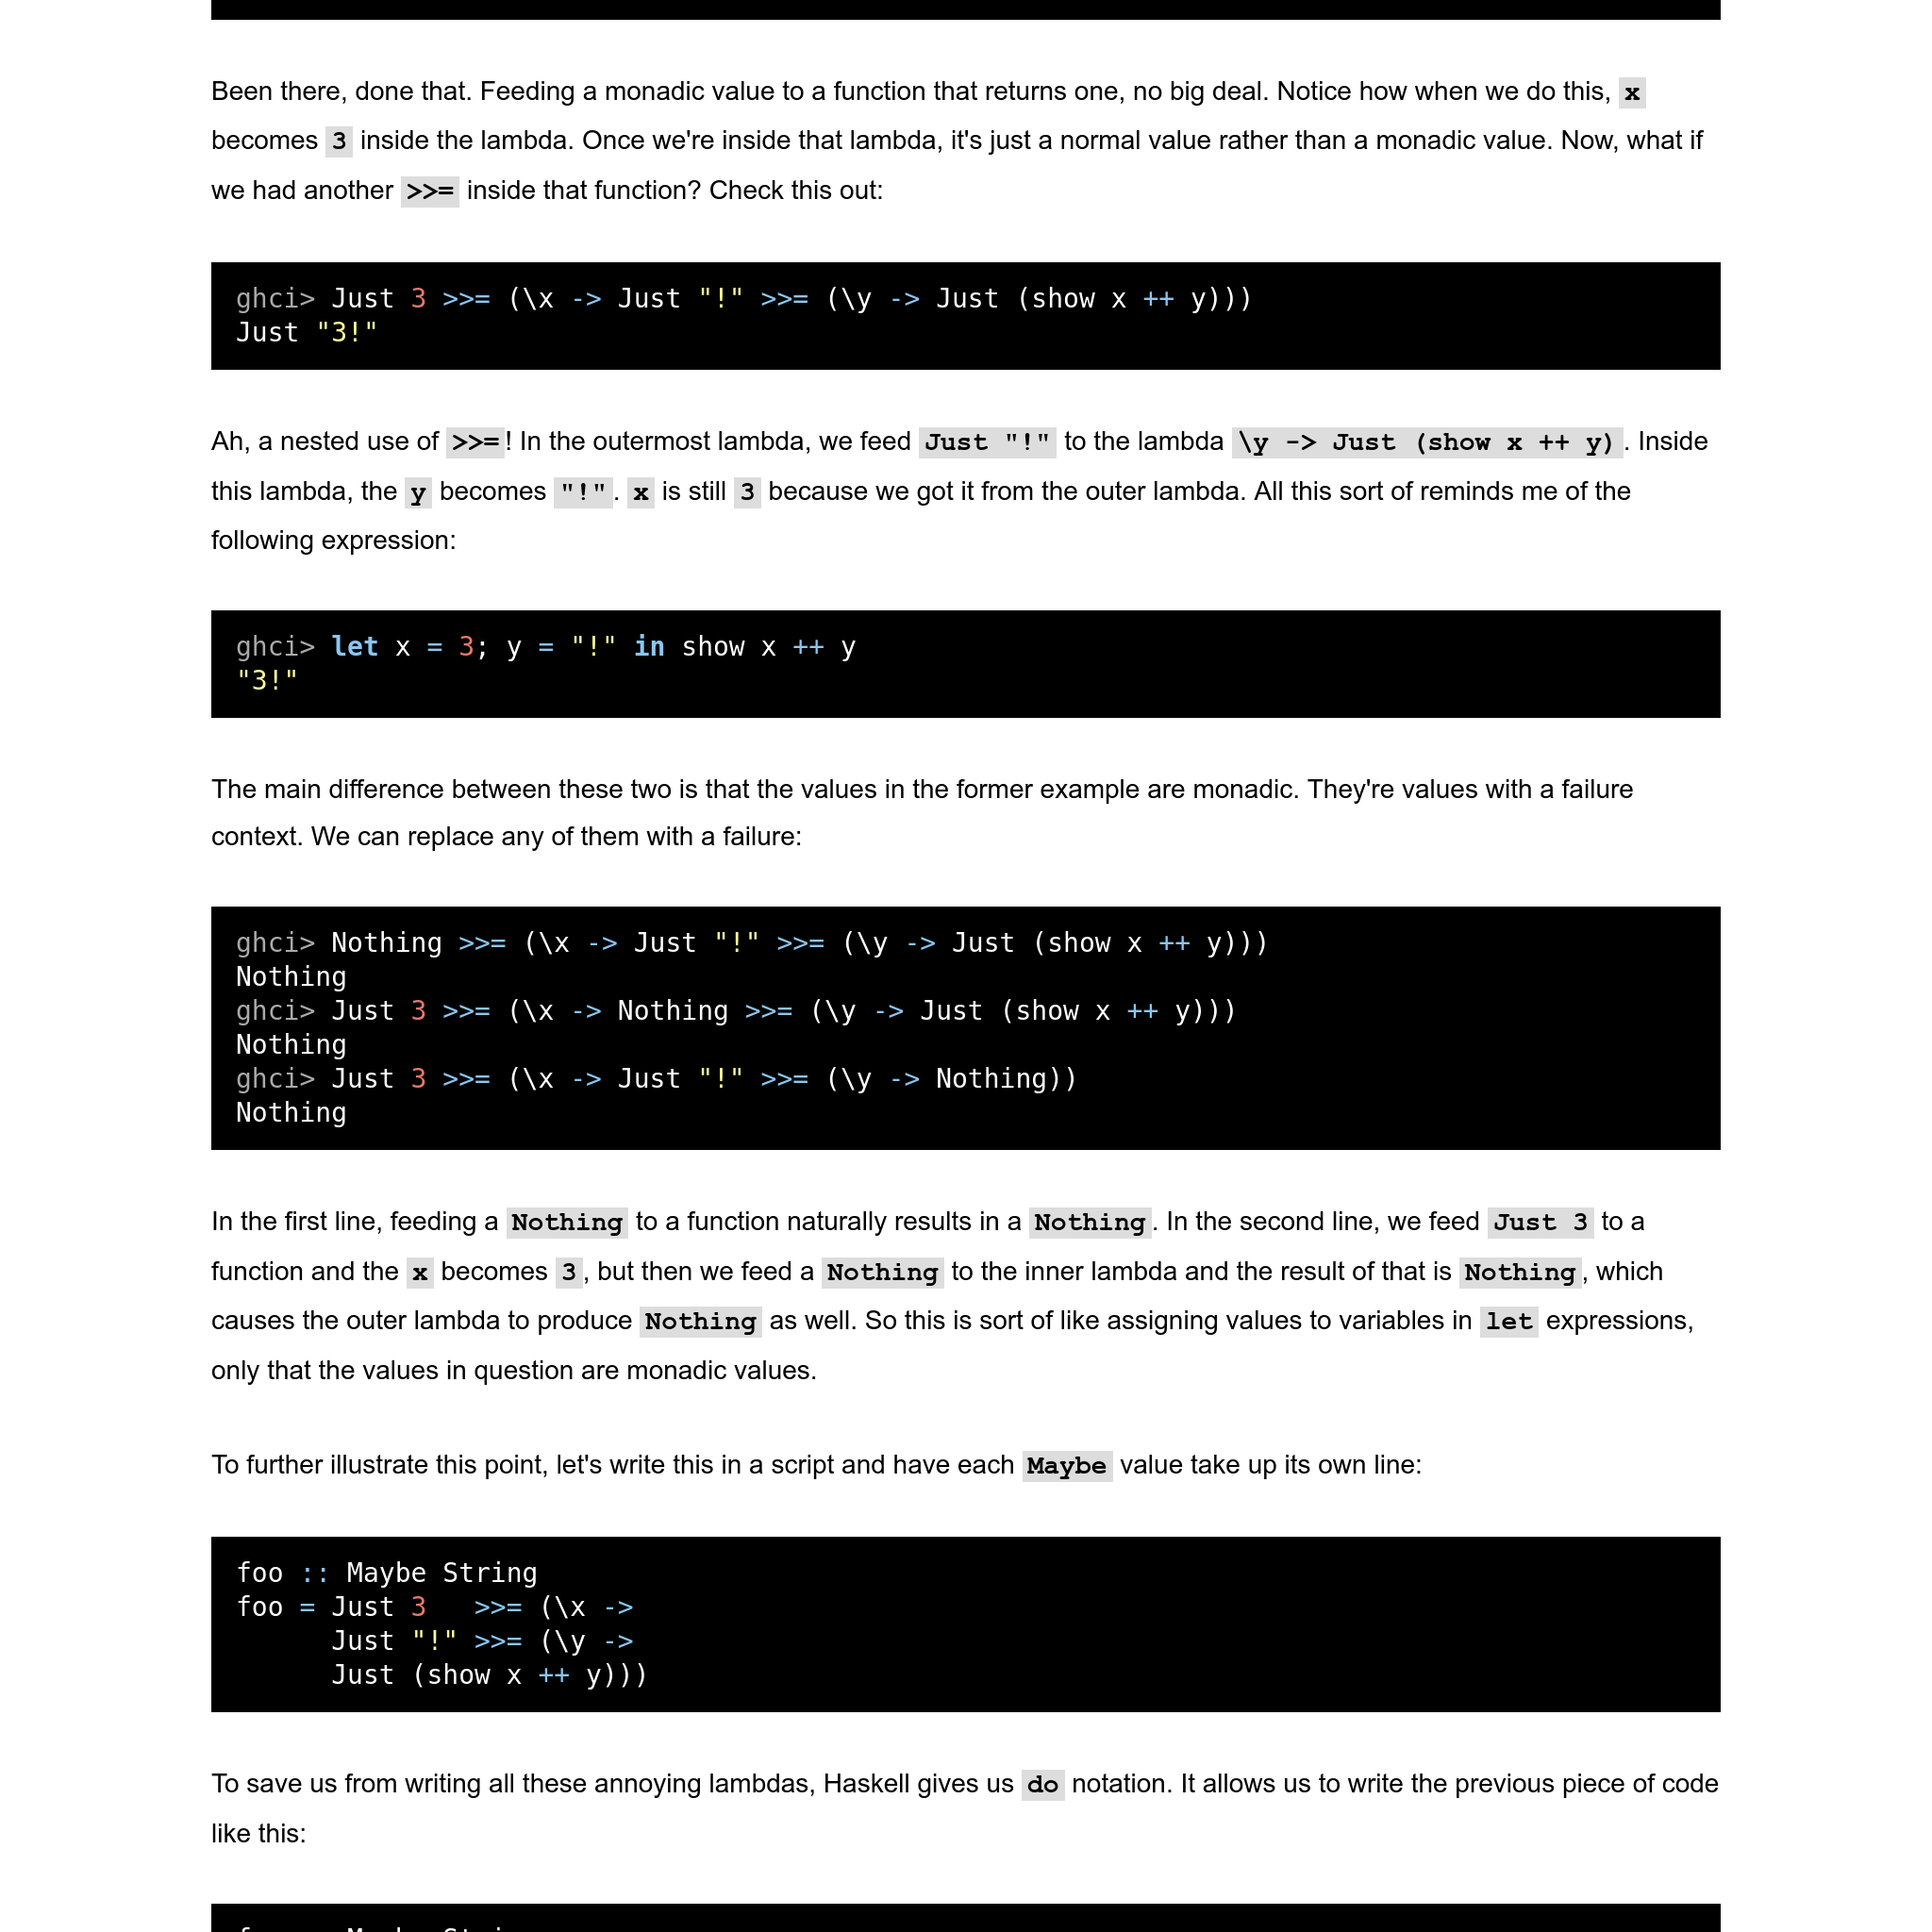 Been there, done that. Feeding a monadic value to a function that returns one, no big deal. Notice how when we do this, x
becomes 3 inside the lambda. Once we're inside that lambda, it's just a normal value rather than a monadic value. Now, what if
we had another >>= inside that function? Check this out:
ghci> Just 3 >>= (\x -> Just "!" >>= (\y -> Just (show x ++ y)))
Just "3!"
Ah, a nested use of >>=! In the outermost lambda, we feed Just "!" to the lambda \y -> Just (show x ++ y). Inside
this lambda, the y becomes "!". x is still 3 because we got it from the outer lambda. All this sort of reminds me of the
following expression:
ghci> let x = 3; y = "!" in show x ++ y
"3!"
The main difference between these two is that the values in the former example are monadic. They're values with a failure
context. We can replace any of them with a failure:
ghci> Nothing >>= (\x -> Just "!" >>= (\y -> Just (show x ++ y)))
Nothing
ghci> Just 3 >>= (\x -> Nothing >>= (\y -> Just (show x ++ y)))
Nothing
ghci> Just 3 >>= (\x -> Just "!" >>= (\y -> Nothing))
Nothing
In the first line, feeding a Nothing to a function naturally results in a Nothing. In the second line, we feed Just 3 to a
function and the x becomes 3, but then we feed a Nothing to the inner lambda and the result of that is Nothing, which
causes the outer lambda to produce Nothing as well. So this is sort of like assigning values to variables in let expressions,
only that the values in question are monadic values.
To further illustrate this point, let's write this in a script and have each Maybe value take up its own line:
foo :: Maybe String
foo = Just 3   >>= (\x ->
      Just "!" >>= (\y ->
      Just (show x ++ y)))
To save us from writing all these annoying lambdas, Haskell gives us do notation. It allows us to write the previous piece of code
like this: